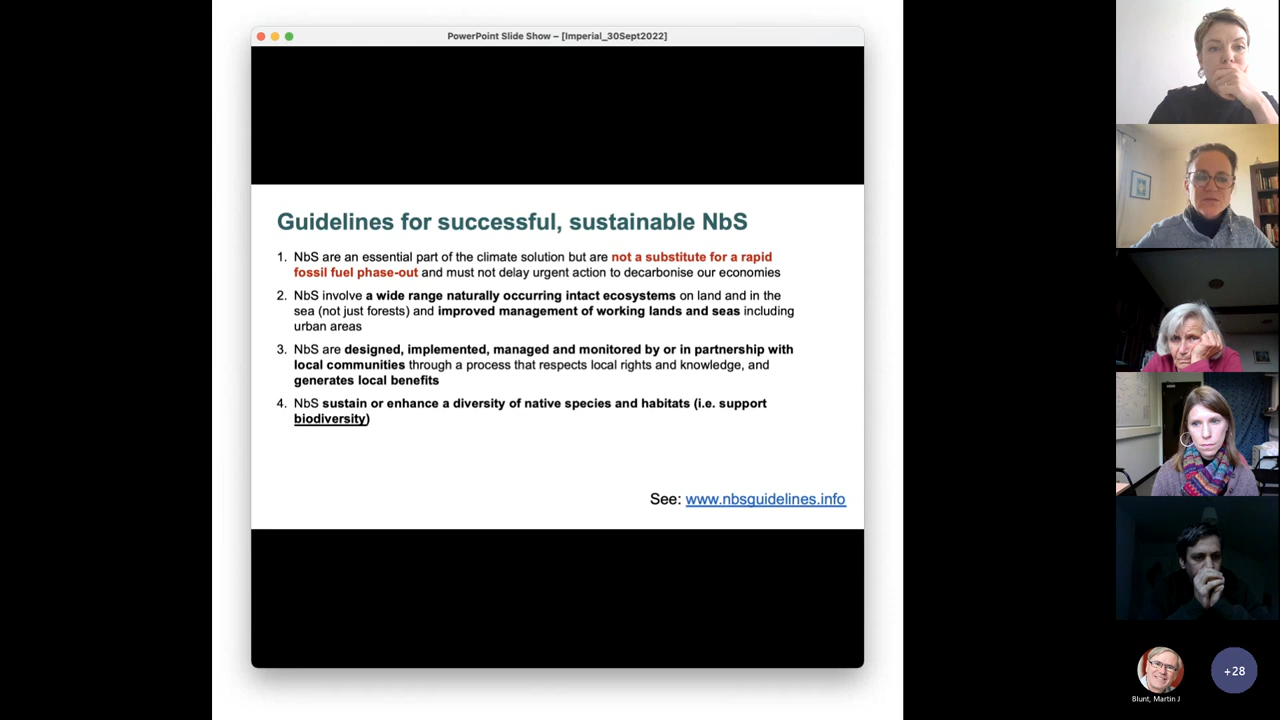 PowerPoint Slide Show – [Imperial_30Sept2022]
Guidelines for successful, sustainable NbS
1. NbS are an essential part of the climate solution but are not a substitute for a rapid
fossil fuel phase-out and must not delay urgent action to decarbonise our economies
2. NbS involve a wide range naturally occurring intact ecosystems on land and in the
sea (not just forests) and improved management of working lands and seas including
urban areas
3. NbS are designed, implemented, managed and monitored by or in partnership with
local communities through a process that respects local rights and knowledge, and
generates local benefits
4. NbS sustain or enhance a diversity of native species and habitats (i.e. support
biodiversity)
See: www.nbsguidelines.info
Blunt, Martin J
+28